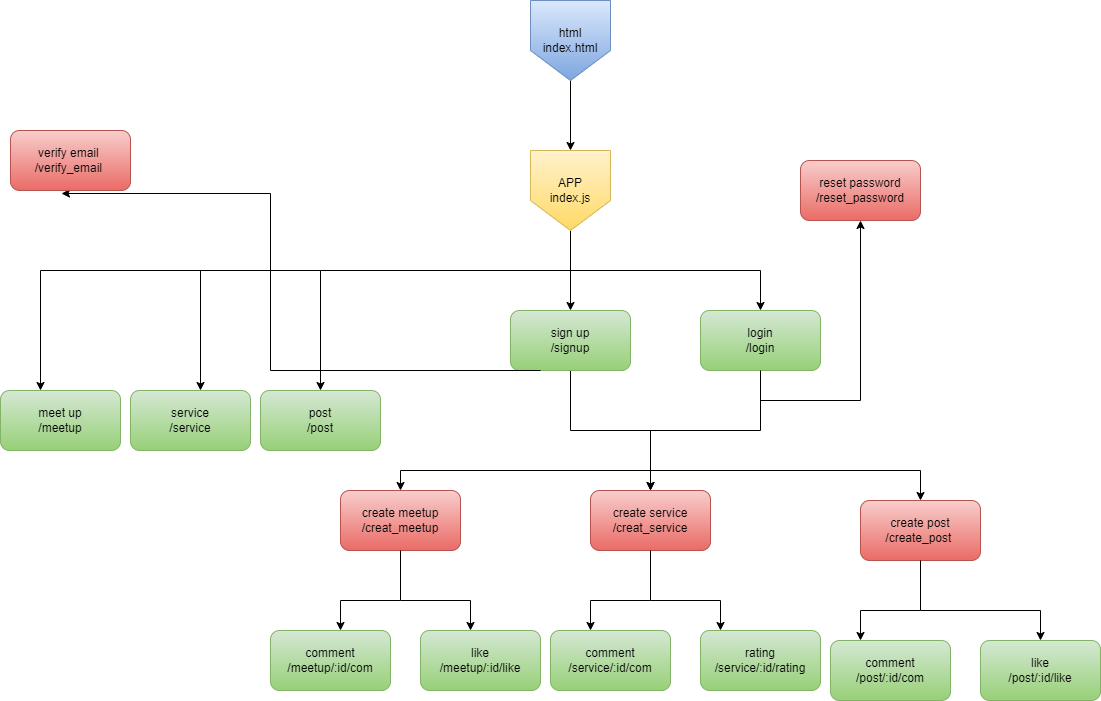 html
index.html
verify email
/verify_email
APP
index.js
reset password
/reset_password
sign up
/signup
login
/login
meet up
/meetup
service
/service
post
/post
create meetup
/creat_meetup
create service
/creat_service
create post
/create_post
comment
/meetup/:id/com
like
/meetup/:id/like
comment
/service/:id/com
rating
/service/:id/rating
comment
/post/:id/com
like
/post/:id/like